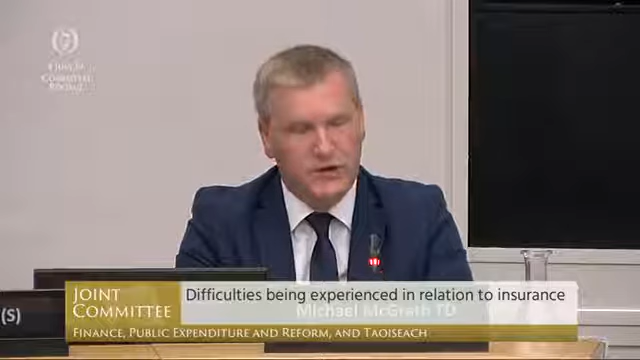 Committee
(S)
Joint
Committee
Difficulties being experienced in relation to insurance
Michael McGrath TD
Finance, Public Expenditure and Reform, and Taoiseach